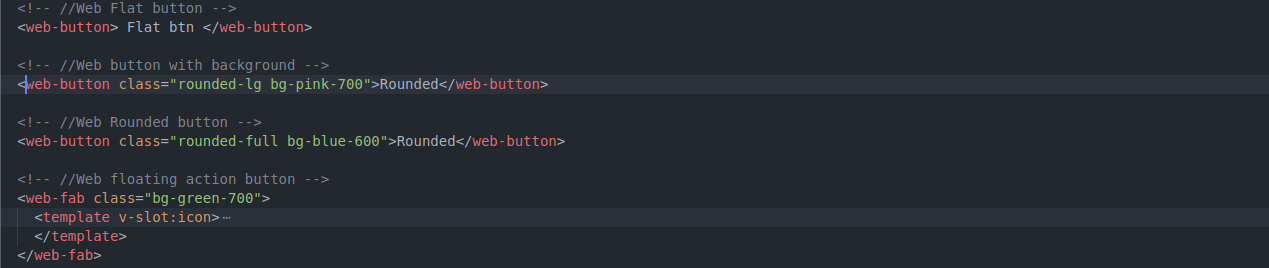 <!-- //Web Flat button -->
<web-button> Flat btn </web-button>
<!-- //Web button with background -->
<web-button class="rounded-lg bg-pink-700">Rounded</web-button>
<!-- //Web Rounded button -->
<web-button class="rounded-full bg-blue-600">Rounded</web-button>
<!-- //Web floating action button -->
<web-fab class="bg-green-700">
<template v-slot:icon>⋯
</template>
</web-fab>